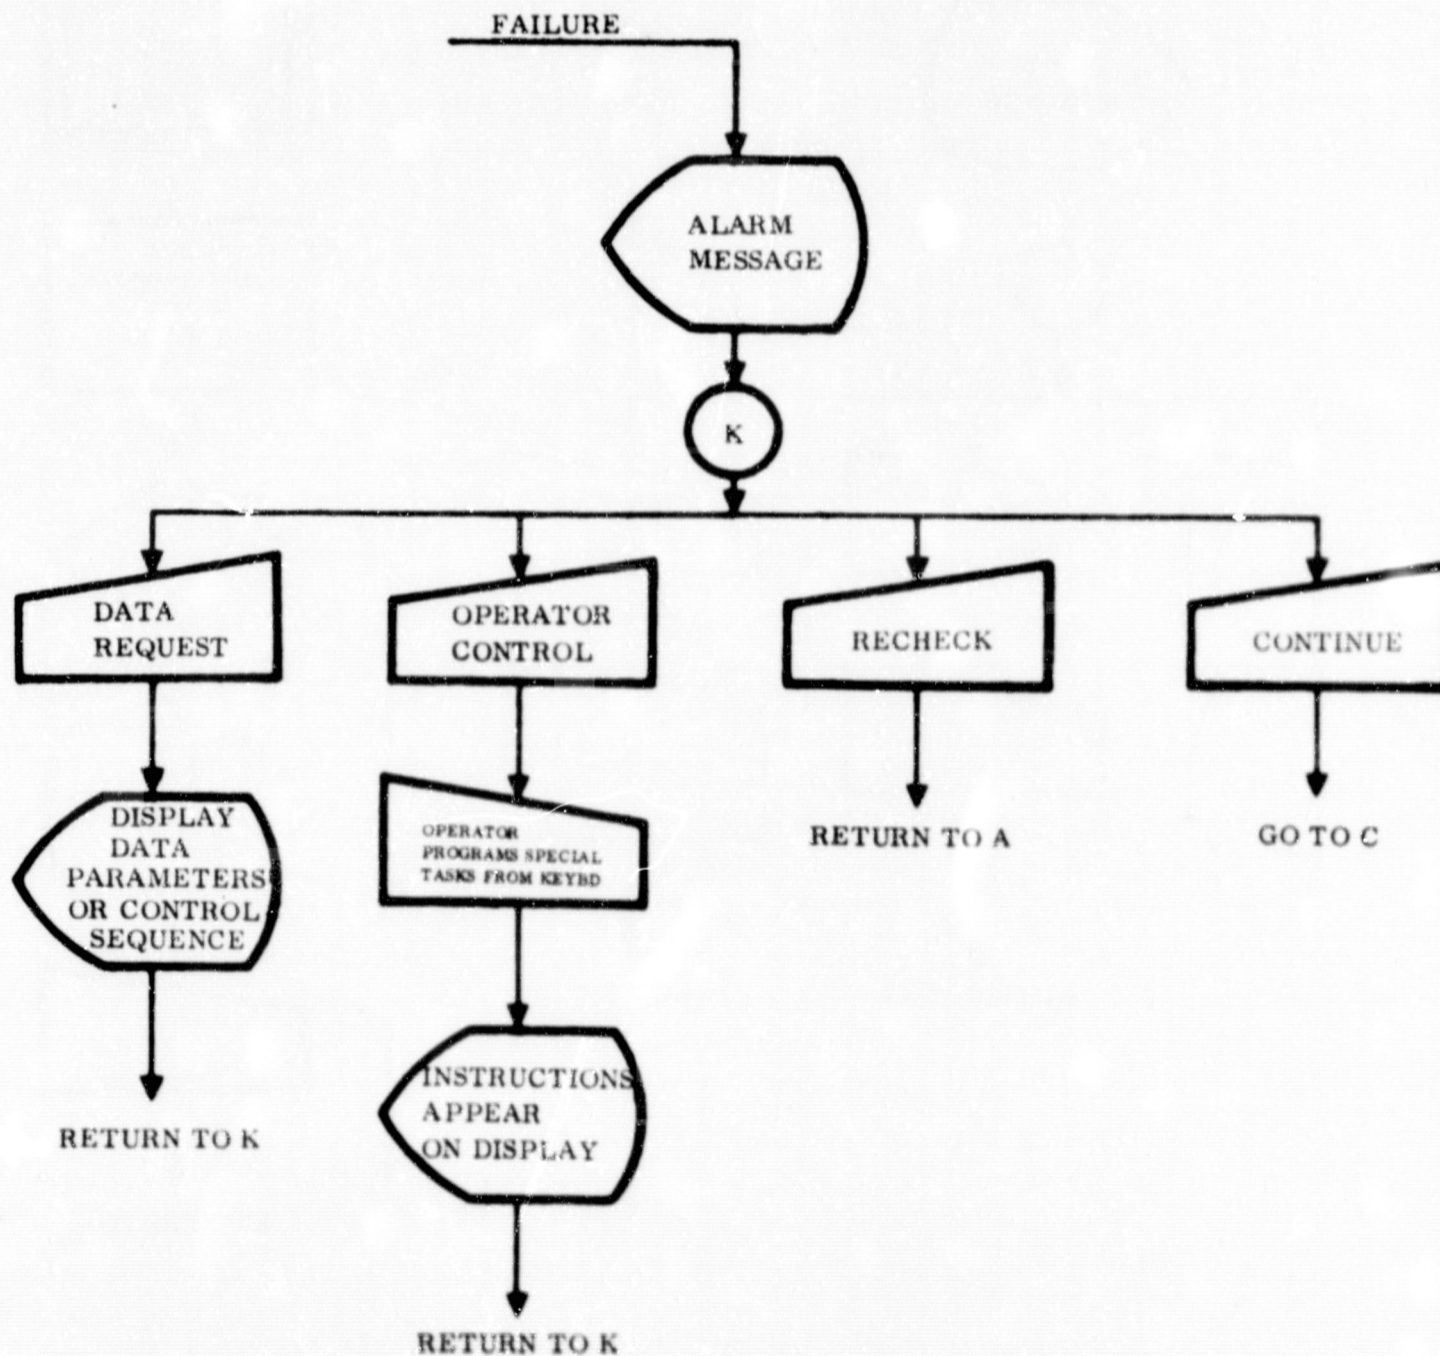 FAILURE
ALARM
MESSAGE
K
DATA
REQUEST
OPERATOR
CONTROL
RECHECK
CONTINUE
DISPLAY
DATA
PARAMETERS
OR CONTROL
SEQUENCE
OPERATOR
PROGRAMS SPECIAL
TASKS FROM KEYBD
RETURN TO A
GO TO C
INSTRUCTIONS
APPEAR
ON DISPLAY
RETURN TO K
RETURN TO K